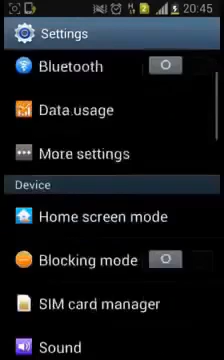 20:45
Settings
Bluetooth
Data usage
More settings
Device
Home screen mode
Blocking mode
SIM card manager
Sound